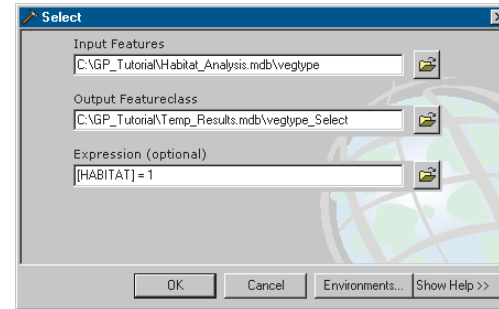 Select
Input Features
C:\GP_Tutorial\Habitat_Analysis.mdb\vegtype
Output Featureclass
C:\GP_Tutorial\Temp_Results.mdb\vegtype_Select
Expression (optional)
[HABITAT] = 1
OK Cancel Environments... Show Help >>